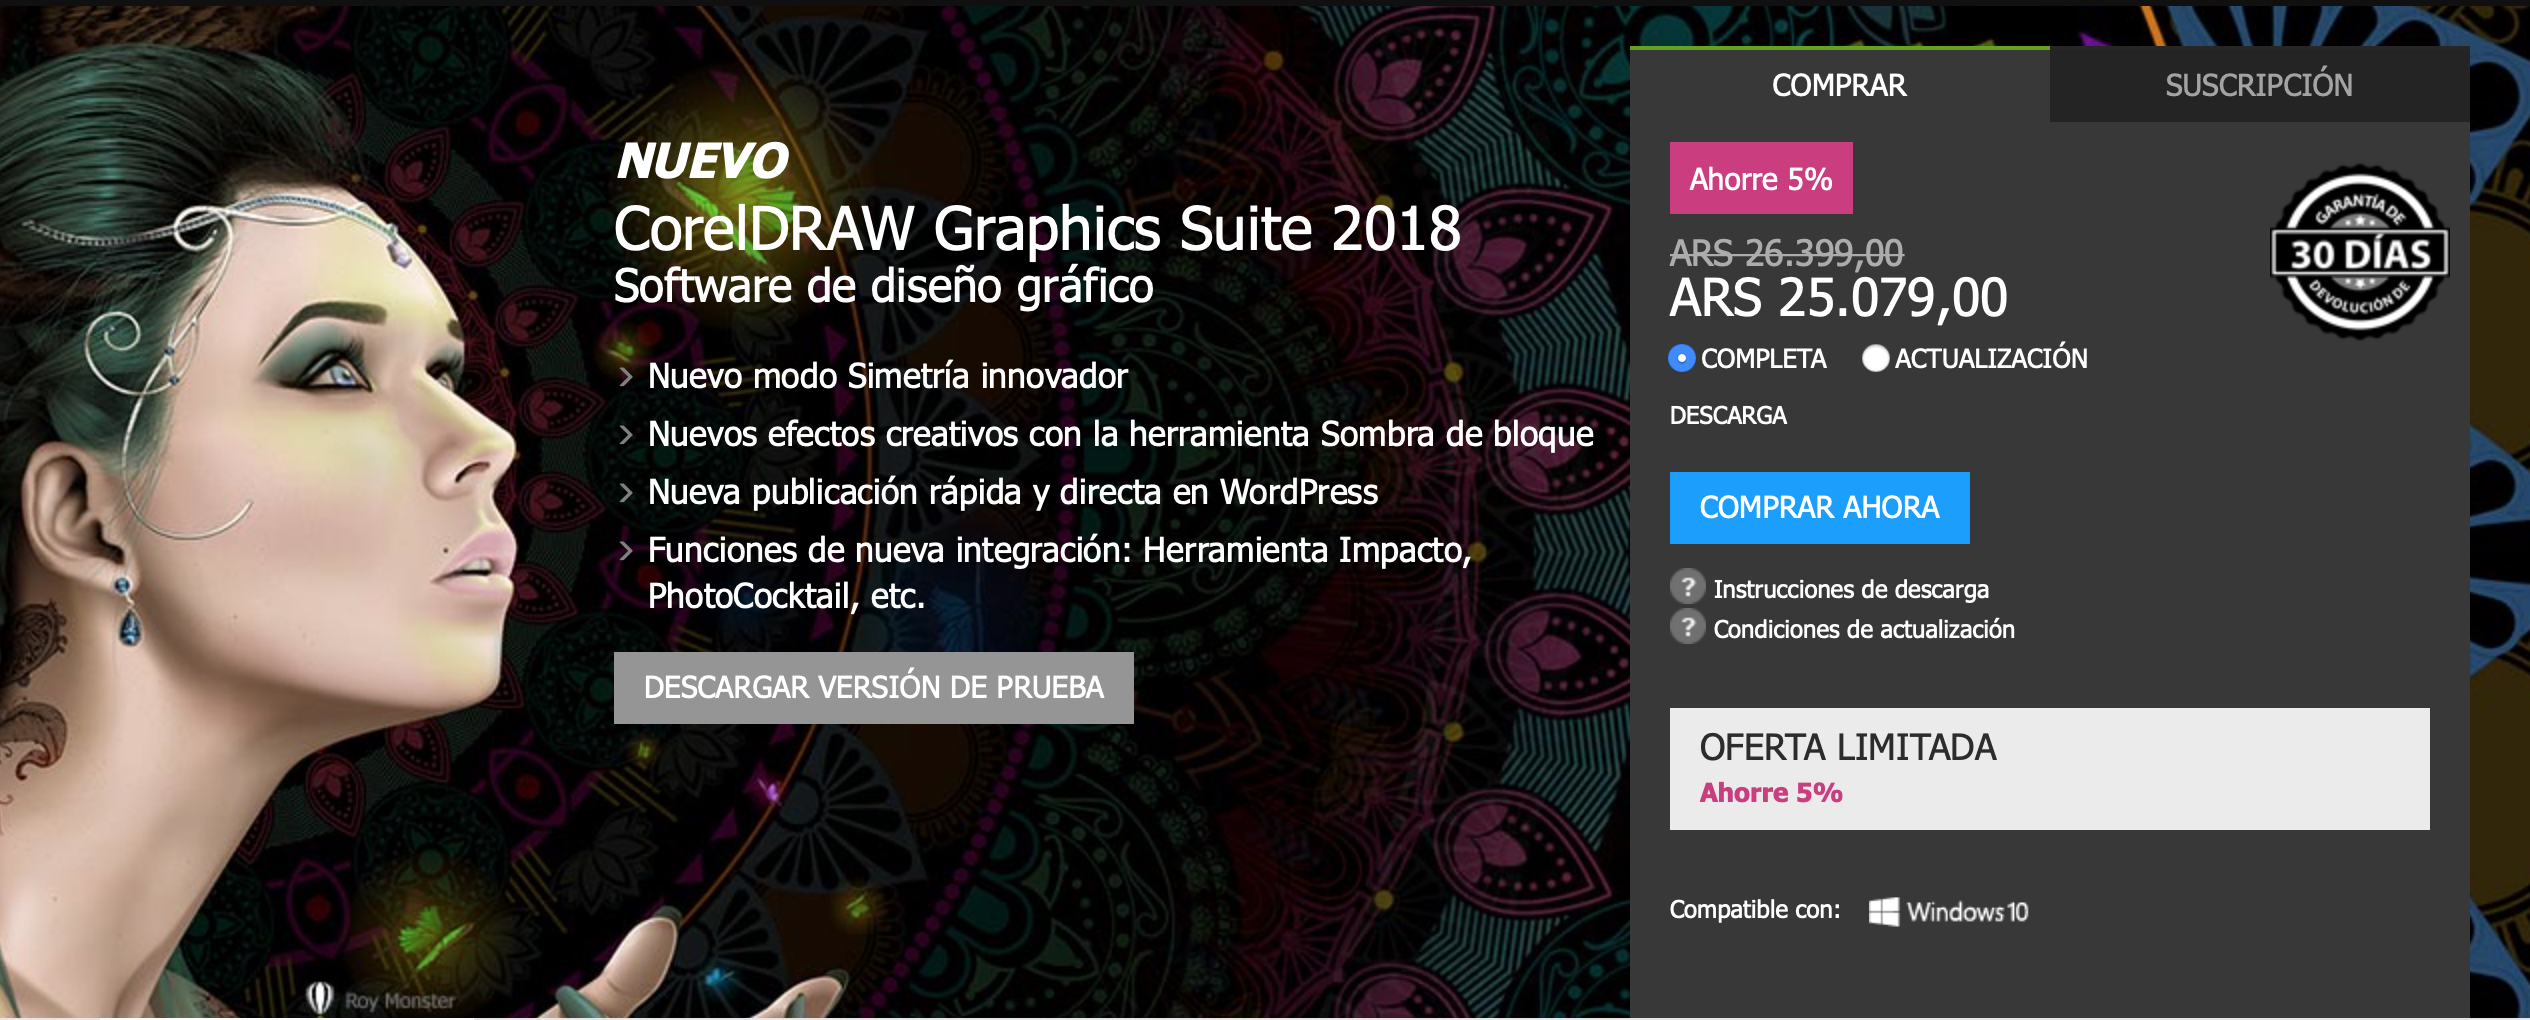 NUEVO
CorelDRAW Graphics Suite 2018
Software de diseño gráfico
Nuevo modo Simetría innovador
Nuevos efectos creativos con la herramienta Sombra de bloque
Nueva publicación rápida y directa en WordPress
Funciones de nueva integración: Herramienta Impacto,
PhotoCocktail, etc.
DESCARGAR VERSIÓN DE PRUEBA
Roy Monster
COMPRAR
SUSCRIPCIÓN
Ahorre 5%
ARS 26.399,00
ARS 25.079,00
GARANTÍA DE
30 DÍAS
DEVOLUCIÓN DE
COMPLETA
ACTUALIZACIÓN
DESCARGA
COMPRAR AHORA
? Instrucciones de descarga
? Condiciones de actualización
OFERTA LIMITADA
Ahorre 5%
Compatible con: Windows 10